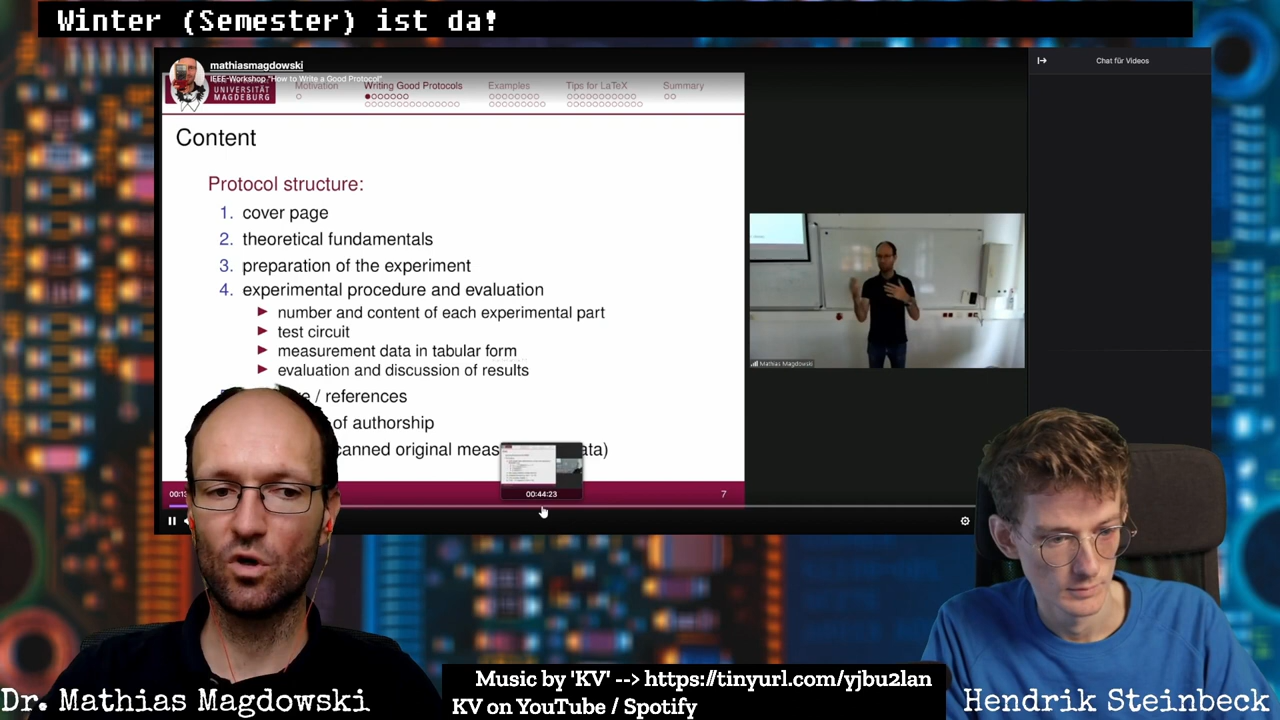 Winter (Semester) ist da!
mathiasmagdowski
IEEE-Workshop "How to Write a Good Protocol"
UNIVERSITÄT
MAGDEBURG
Motivation
Writing Good Protocols
Examples
Tips for LaTeX
Summary
Chat für Videos
Content
Protocol structure:
1. cover page
2. theoretical fundamentals
3. preparation of the experiment
4. experimental procedure and evaluation
number and content of each experimental part
test circuit
measurement data in tabular form
evaluation and discussion of results
/ references
of authorship
canned original meas
ata)
Mathias Magdowski
00:44:23
7
Music by 'KV' --> https://tinyurl.com/yjbu2lan
KV on YouTube / Spotify
Dr. Mathias Magdowski
Hendrik Steinbeck